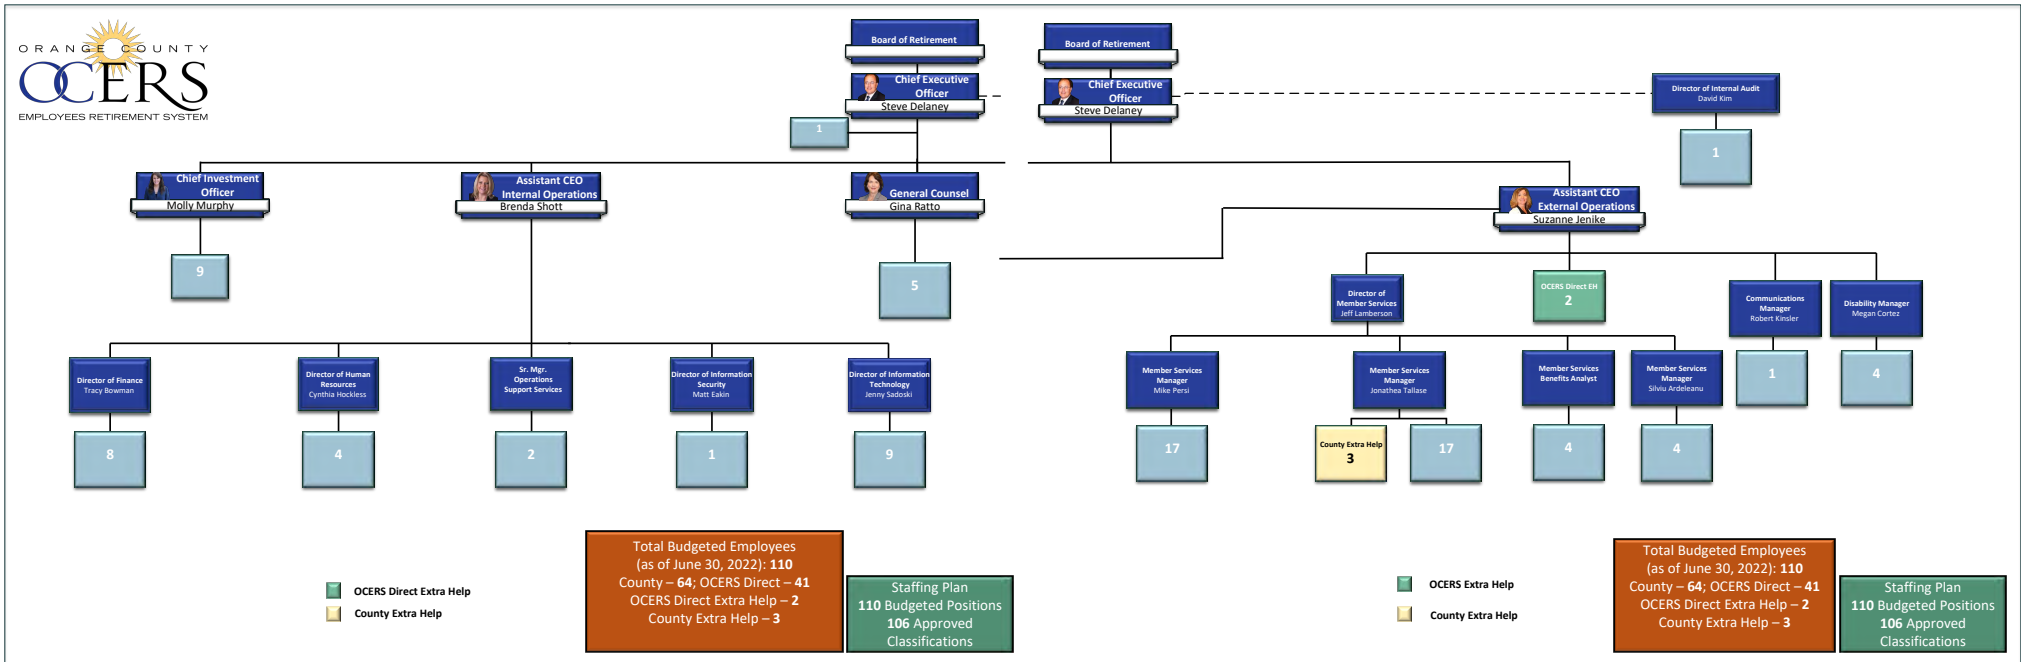 ORANGE COUNTY
OCERS
EMPLOYEES RETIREMENT SYSTEM
Board of Retirement
Chief Executive
Officer
Steve Delaney
1
Chief Investment
Officer
Molly Murphy
9
Assistant CEO
Internal Operations
Brenda Shott
General Counsel
Gina Ratto
5
Director of Finance
Tracy Bowman
8
Director of Human
Resources
Cynthia Hockless
4
Sr. Mgr.
Operations
Support Services
2
Director of Information
Security
Matt Eakin
1
Director of Information
Technology
Jenny Sadoski
9
OCERS Direct Extra Help
County Extra Help
Total Budgeted Employees
(as of June 30, 2022): 110
County – 64; OCERS Direct – 41
OCERS Direct Extra Help – 2
County Extra Help – 3
Staffing Plan
110 Budgeted Positions
106 Approved
Classifications
Board of Retirement
Chief Executive
Officer
Steve Delaney
Director of Internal Audit
David Kim
1
Assistant CEO
External Operations
Suzanne Jenike
Director of
Member Services
Jeff Lamberson
OCERS Direct EH
2
Communications
Manager
Robert Kinsler
1
Disability Manager
Megan Cortez
4
Member Services
Manager
Mike Persi
17
Member Services
Manager
Jonathea Tallase
County Extra Help
3
17
Member Services
Benefits Analyst
4
Member Services
Manager
Silviu Ardeleanu
4
OCERS Extra Help
County Extra Help
Total Budgeted Employees
(as of June 30, 2022): 110
County – 64; OCERS Direct – 41
OCERS Direct Extra Help – 2
County Extra Help – 3
Staffing Plan
110 Budgeted Positions
106 Approved
Classifications